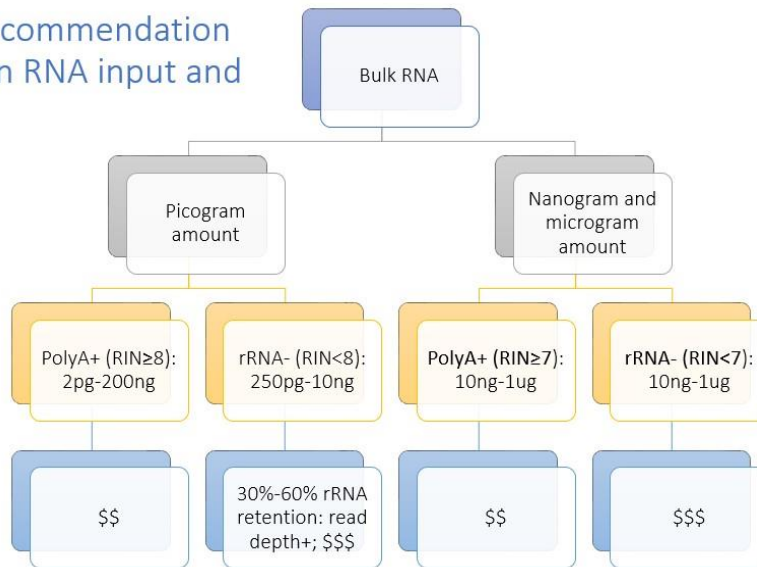 commendation
RNA input and
Bulk RNA
Picogram
amount
Nanogram and
microgram
amount
PolyA+ (RIN≥8):
2pg-200ng
rRNA- (RIN<8):
250pg-10ng
PolyA+ (RIN≥7):
10ng-1ug
rRNA- (RIN<7):
10ng-1ug
$$
30%-60% rRNA
retention: read
depth+; $$$
$$
$$$